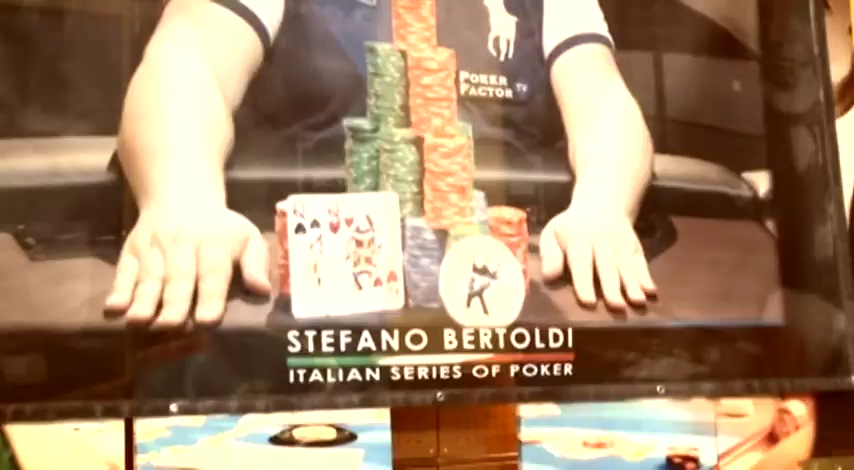 POKER
FACTOR TV
STEFANO BERTOLDI
ITALIAN SERIES OF POKER
K